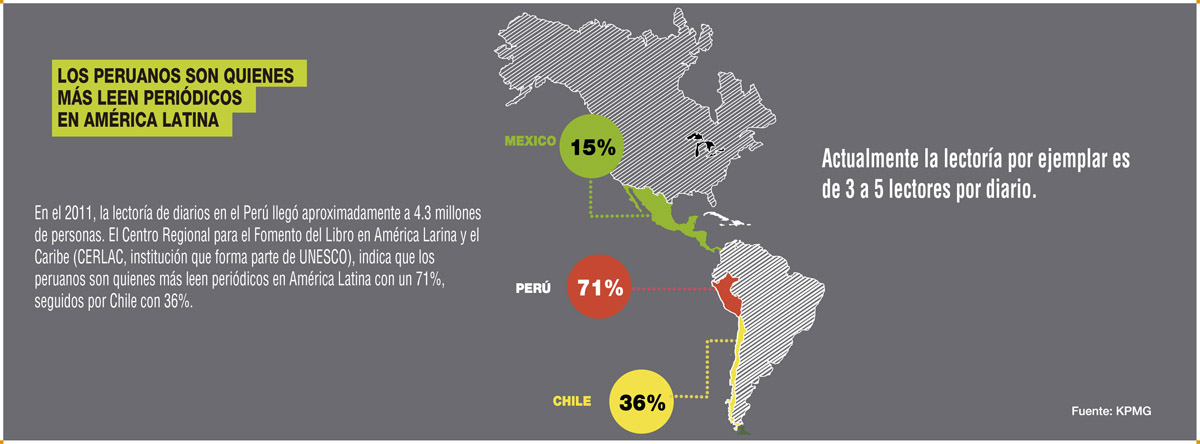 LOS PERUANOS SON QUIENES
MÁS LEEN PERIÓDICOS
EN AMÉRICA LATINA
En el 2011, la lectoría de diarios en el Perú llegó aproximadamente a 4.3 millones
de personas. El Centro Regional para el Fomento del Libro en América Larina y el
Caribe (CERLAC, institución que forma parte de UNESCO), indica que los
peruanos son quienes más leen periódicos en América Latina con un 71%,
seguidos por Chile con 36%.
MEXICO 15%
PERÚ 71%
CHILE 36%
Actualmente la lectoría por ejemplar es
de 3 a 5 lectores por diario.
Fuente: KPMG